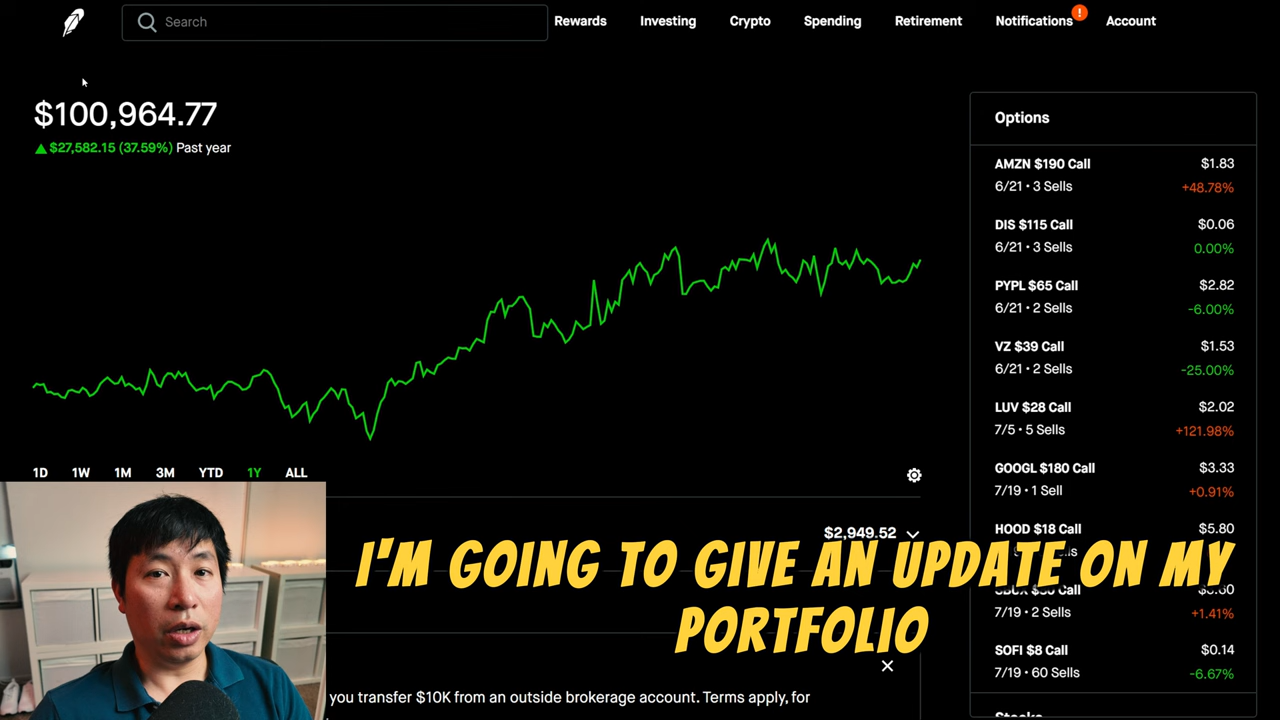 Search
Rewards
Investing
Crypto
Spending
Retirement
Notifications
!
Account
$100,964.77
$27,582.15 (37.59%) Past year
1D 1W 1M 3M YTD 1Y ALL
$2,949.52
you transfer $10K from an outside brokerage account. Terms apply, for
I'M GOING TO GIVE AN UPDATE ON MY
PORTFOLIO
Options
AMZN $190 Call $1.83
6/21 • 3 Sells +48.78%
DIS $115 Call $0.06
6/21 • 3 Sells 0.00%
PYPL $65 Call $2.82
6/21 • 2 Sells -6.00%
VZ $39 Call $1.53
6/21 • 2 Sells -25.00%
LUV $28 Call $2.02
7/5 • 5 Sells +121.98%
GOOGL $180 Call $3.33
7/19 • 1 Sell +0.91%
HOOD $18 Call $5.80
Call
7/19 • 2 Sells +1.41%
SOFI $8 Call $0.14
7/19 • 60 Sells -6.67%